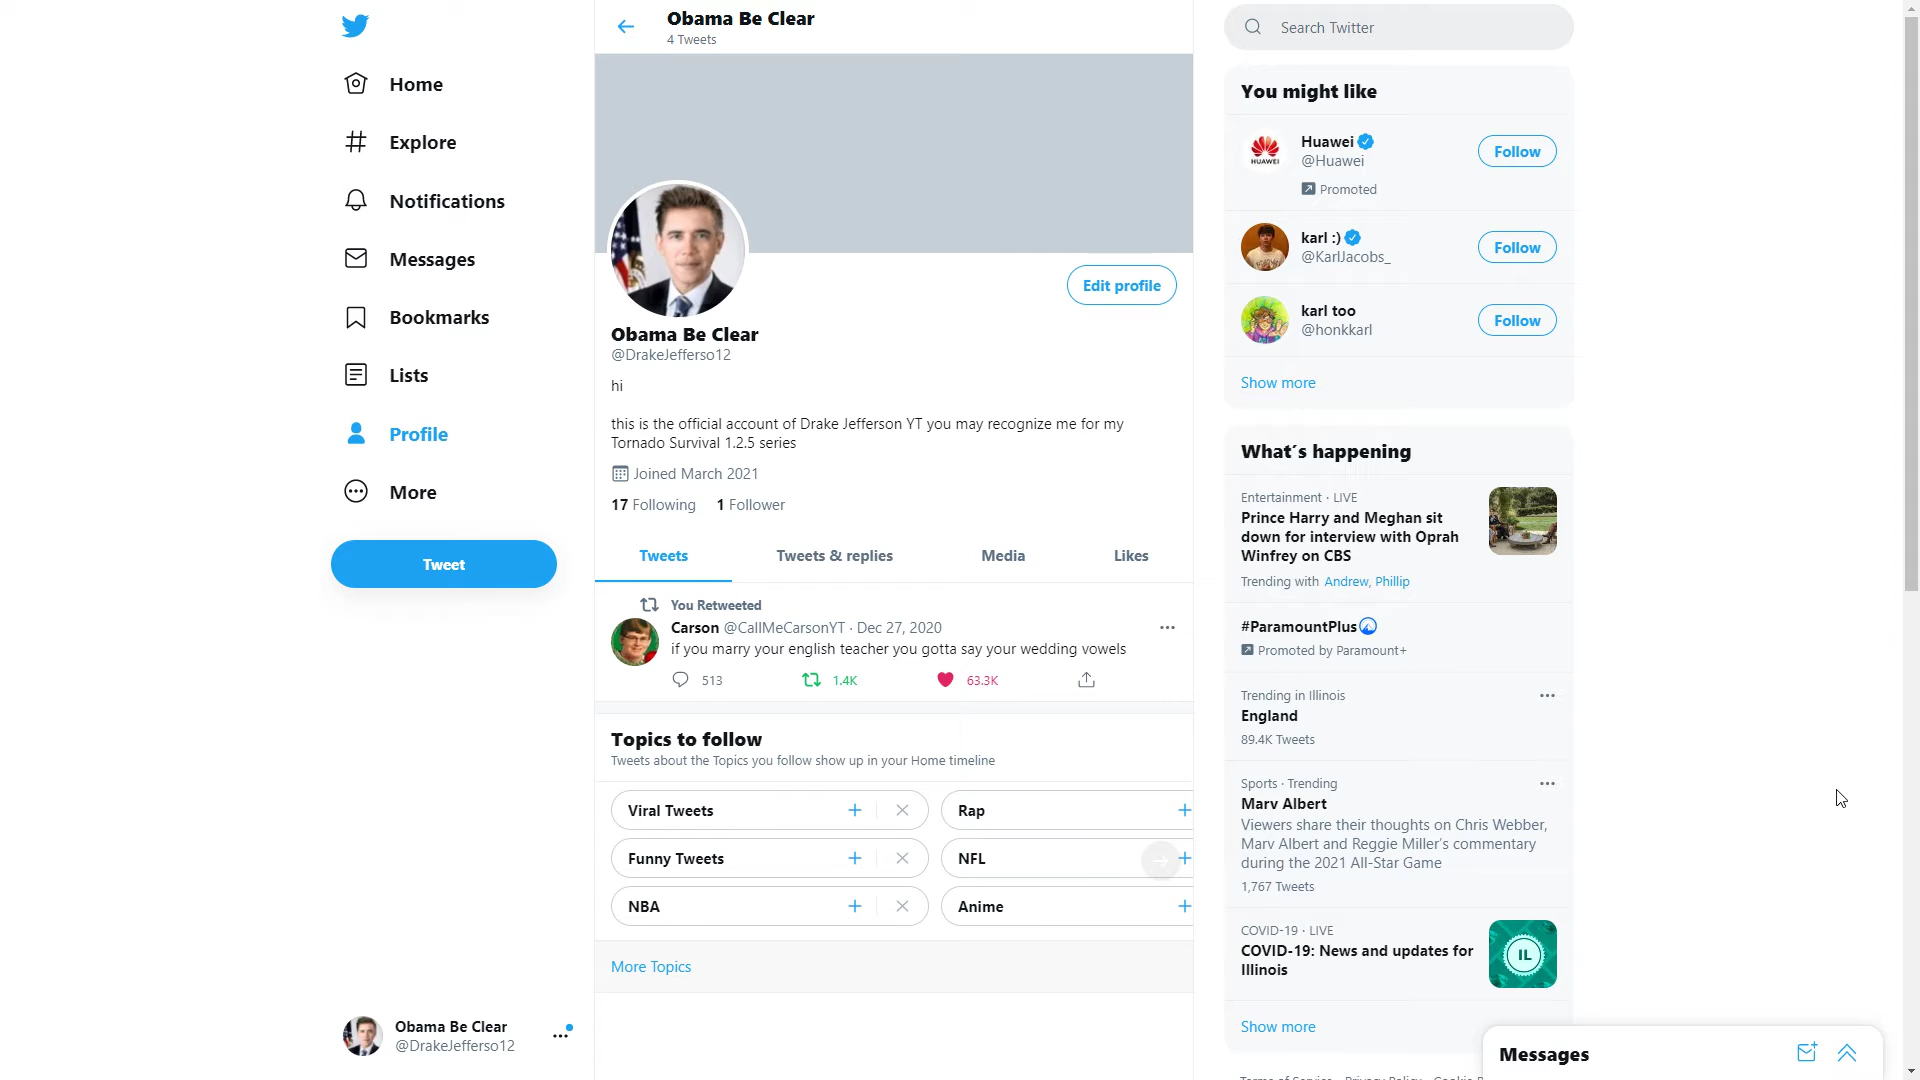 Home
Explore
Notifications
Messages
Bookmarks
Lists
Profile
More
Tweet
Obama Be Clear
@DrakeJefferso12
Obama Be Clear
4 Tweets
Edit profile
Obama Be Clear
@DrakeJefferso12
hi
this is the official account of Drake Jefferson YT you may recognize me for my
Tornado Survival 1.2.5 series
Joined March 2021
17 Following 1 Follower
Tweets Tweets & replies Media Likes
You Retweeted
Carson @CallMeCarsonYT · Dec 27, 2020
if you marry your english teacher you gotta say your wedding vowels
513 1.4K 63.3K
Topics to follow
Tweets about the Topics you follow show up in your Home timeline
Viral Tweets Rap
Funny Tweets NFL
NBA Anime
More Topics
Search Twitter
You might like
HUAWEI
Huawei
@Huawei
Follow
Promoted
karl :)
@KarlJacobs_
Follow
karl too
@honkkarl
Follow
Show more
What's happening
Entertainment · LIVE
Prince Harry and Meghan sit
down for interview with Oprah
Winfrey on CBS
Trending with Andrew, Phillip
#ParamountPlus
Promoted by Paramount+
Trending in Illinois
England
89.4K Tweets
Sports · Trending
Marv Albert
Viewers share their thoughts on Chris Webber,
Marv Albert and Reggie Miller's commentary
during the 2021 All-Star Game
1,767 Tweets
COVID-19 · LIVE
COVID-19: News and updates for
Illinois
IL
Show more
Messages
Terms of Service Privacy Policy Cookie